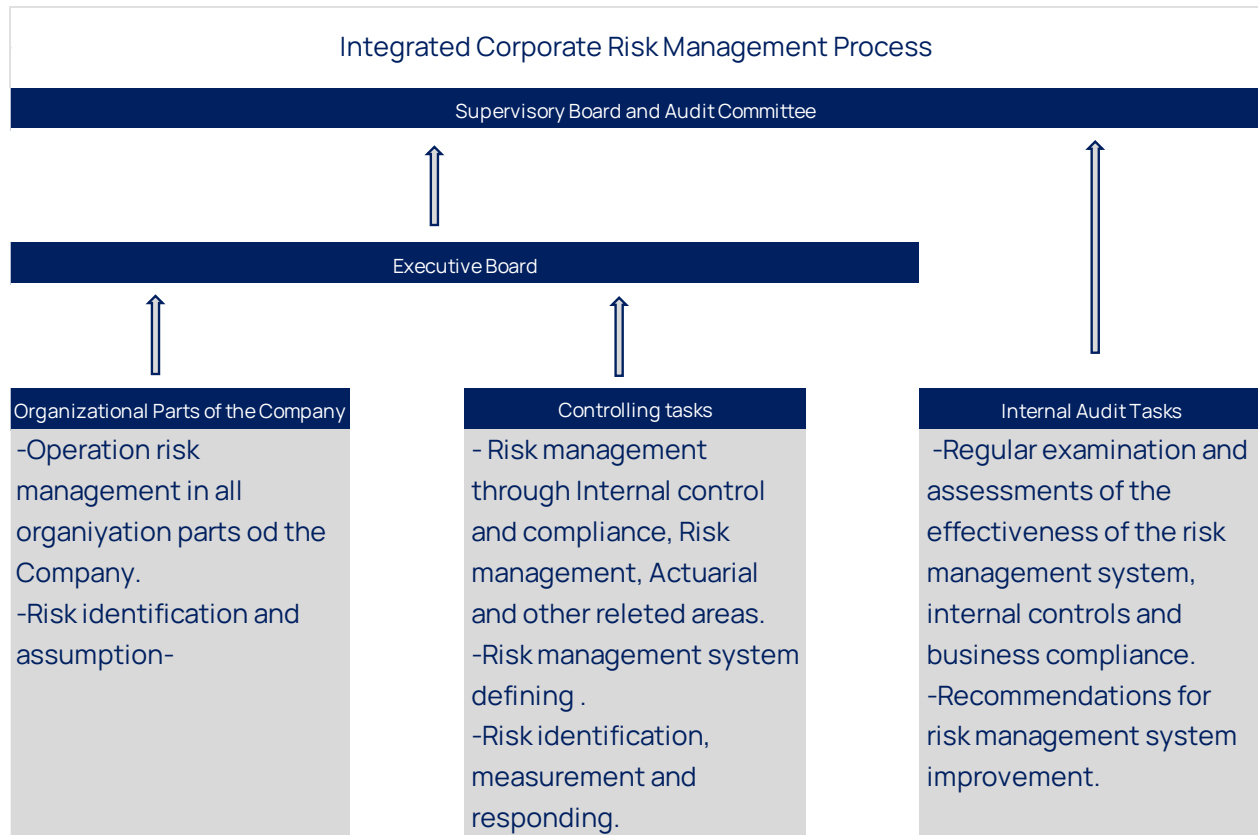 Integrated Corporate Risk Management Process
Supervisory Board and Audit Committee
Executive Board
Organizational Parts of the Company
-Operation risk
management in all
organiyation parts od the
Company.
-Risk identification and
assumption-
Controlling tasks
- Risk management
through Internal control
and compliance, Risk
management, Actuarial
and other releted areas.
-Risk management system
defining .
-Risk identification,
measurement and
responding.
Internal Audit Tasks
-Regular examination and
assessments of the
effectiveness of the risk
management system,
internal controls and
business compliance.
-Recommendations for
risk management system
improvement.